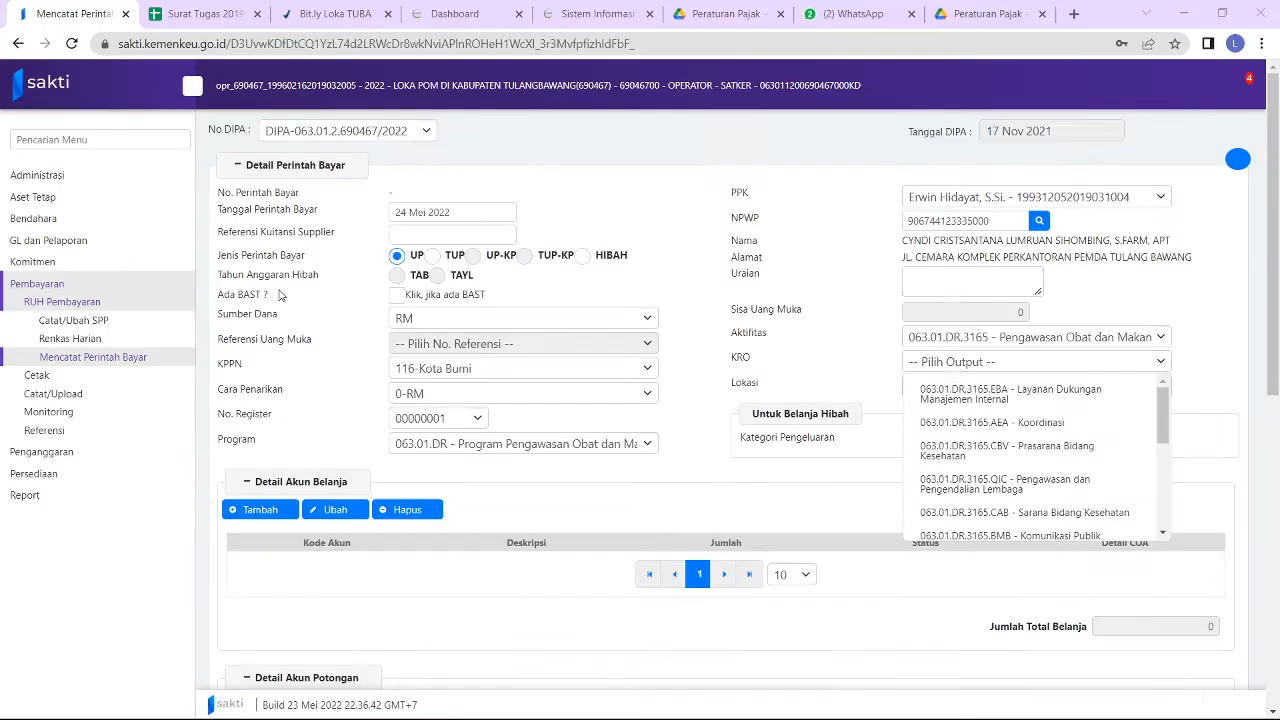 Mencatat Perintah
Surat Tugas 2019
Bit.ly Loka TUBA
Dashboard
Sistem Informasi
Peraturan Pajak -
(2) WhatsApp
Peraturan Pajak -
L
sakti
opr_690467_199602162019032005 - 2022 - LOKA POM DI KABUPATEN TULANGBAWANG(690467) - 69046700 - OPERATOR - SATKER - 063011200690467000KD
4
Pencarian Menu
Administrasi
Aset Tetap
Bendahara
GL dan Pelaporan
Komitmen
Pembayaran
RUH Pembayaran
Catat/Ubah SPP
Renkas Harian
Mencatat Perintah Bayar
Cetak
Catat/Upload
Monitoring
Referensi
Penganggaran
Persediaan
Report
No DIPA :
DIPA-063.01.2.690467/2022
Tanggal DIPA :
17 Nov 2021
Detail Perintah Bayar
No. Perintah Bayar
-
Tanggal Perintah Bayar
24 Mei 2022
Referensi Kuitansi Supplier
Jenis Perintah Bayar
UP TUP UP-KP TUP-KP HIBAH
Tahun Anggaran Hibah
TAB TAYL
Ada BAST ?
Klik, jika ada BAST
Sumber Dana
RM
Referensi Uang Muka
-- Pilih No. Referensi --
KPPN
116-Kota Bumi
Cara Penarikan
0-RM
No. Register
00000001
Program
063.01.DR - Program Pengawasan Obat dan Ma
PPK
Erwin Hidayat, S.Si. - 199312052019031004
NPWP
906744123335000
Nama
CYNDI CRISTSANTANA LUMRUAN SIHOMBING, S.FARM, APT
Alamat
JL. CEMARA KOMPLEK PERKANTORAN PEMDA TULANG BAWANG
Uraian
Sisa Uang Muka
0
Aktifitas
063.01.DR.3165 - Pengawasan Obat dan Makan
KRO
-- Pilih Output --
Lokasi
063.01.DR.3165.EBA - Layanan Dukungan
Manajemen Internal
063.01.DR.3165.AEA - Koordinasi
063.01.DR.3165.CBV - Prasarana Bidang
Kesehatan
063.01.DR.3165.QIC - Pengawasan dan
Pengendalian Lembaga
063.01.DR.3165.CAB - Sarana Bidang Kesehatan
063.01.DR.3165.BMB - Komunikasi Publik
Untuk Belanja Hibah
Kategori Pengeluaran
Detail Akun Belanja
Tambah
Ubah
Hapus
Kode Akun
Deskripsi
Jumlah
Status
Detail COA
1
10
Jumlah Total Belanja
0
Detail Akun Potongan
sakti
Build 23 Mei 2022 22.36.42 GMT+7